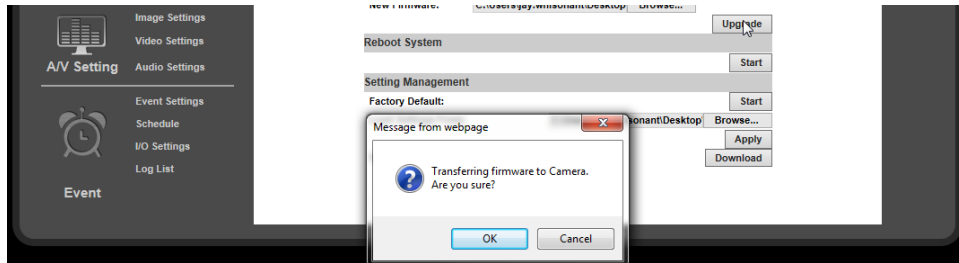 Image Settings
Video Settings
A/V Setting
Audio Settings
Event Settings
Schedule
I/O Settings
Log List
Event
New Firmware: Browse...
Upgrade
Reboot System
Start
Setting Management
Factory Default: Start
sonant\Desktop Browse...
Apply
Download
Message from webpage
Transferring firmware to Camera.
Are you sure?
OK Cancel